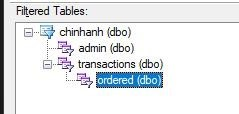 Filtered Tables:
chinhanh (dbo)
admin (dbo)
transactions (dbo)
ordered (dbo)